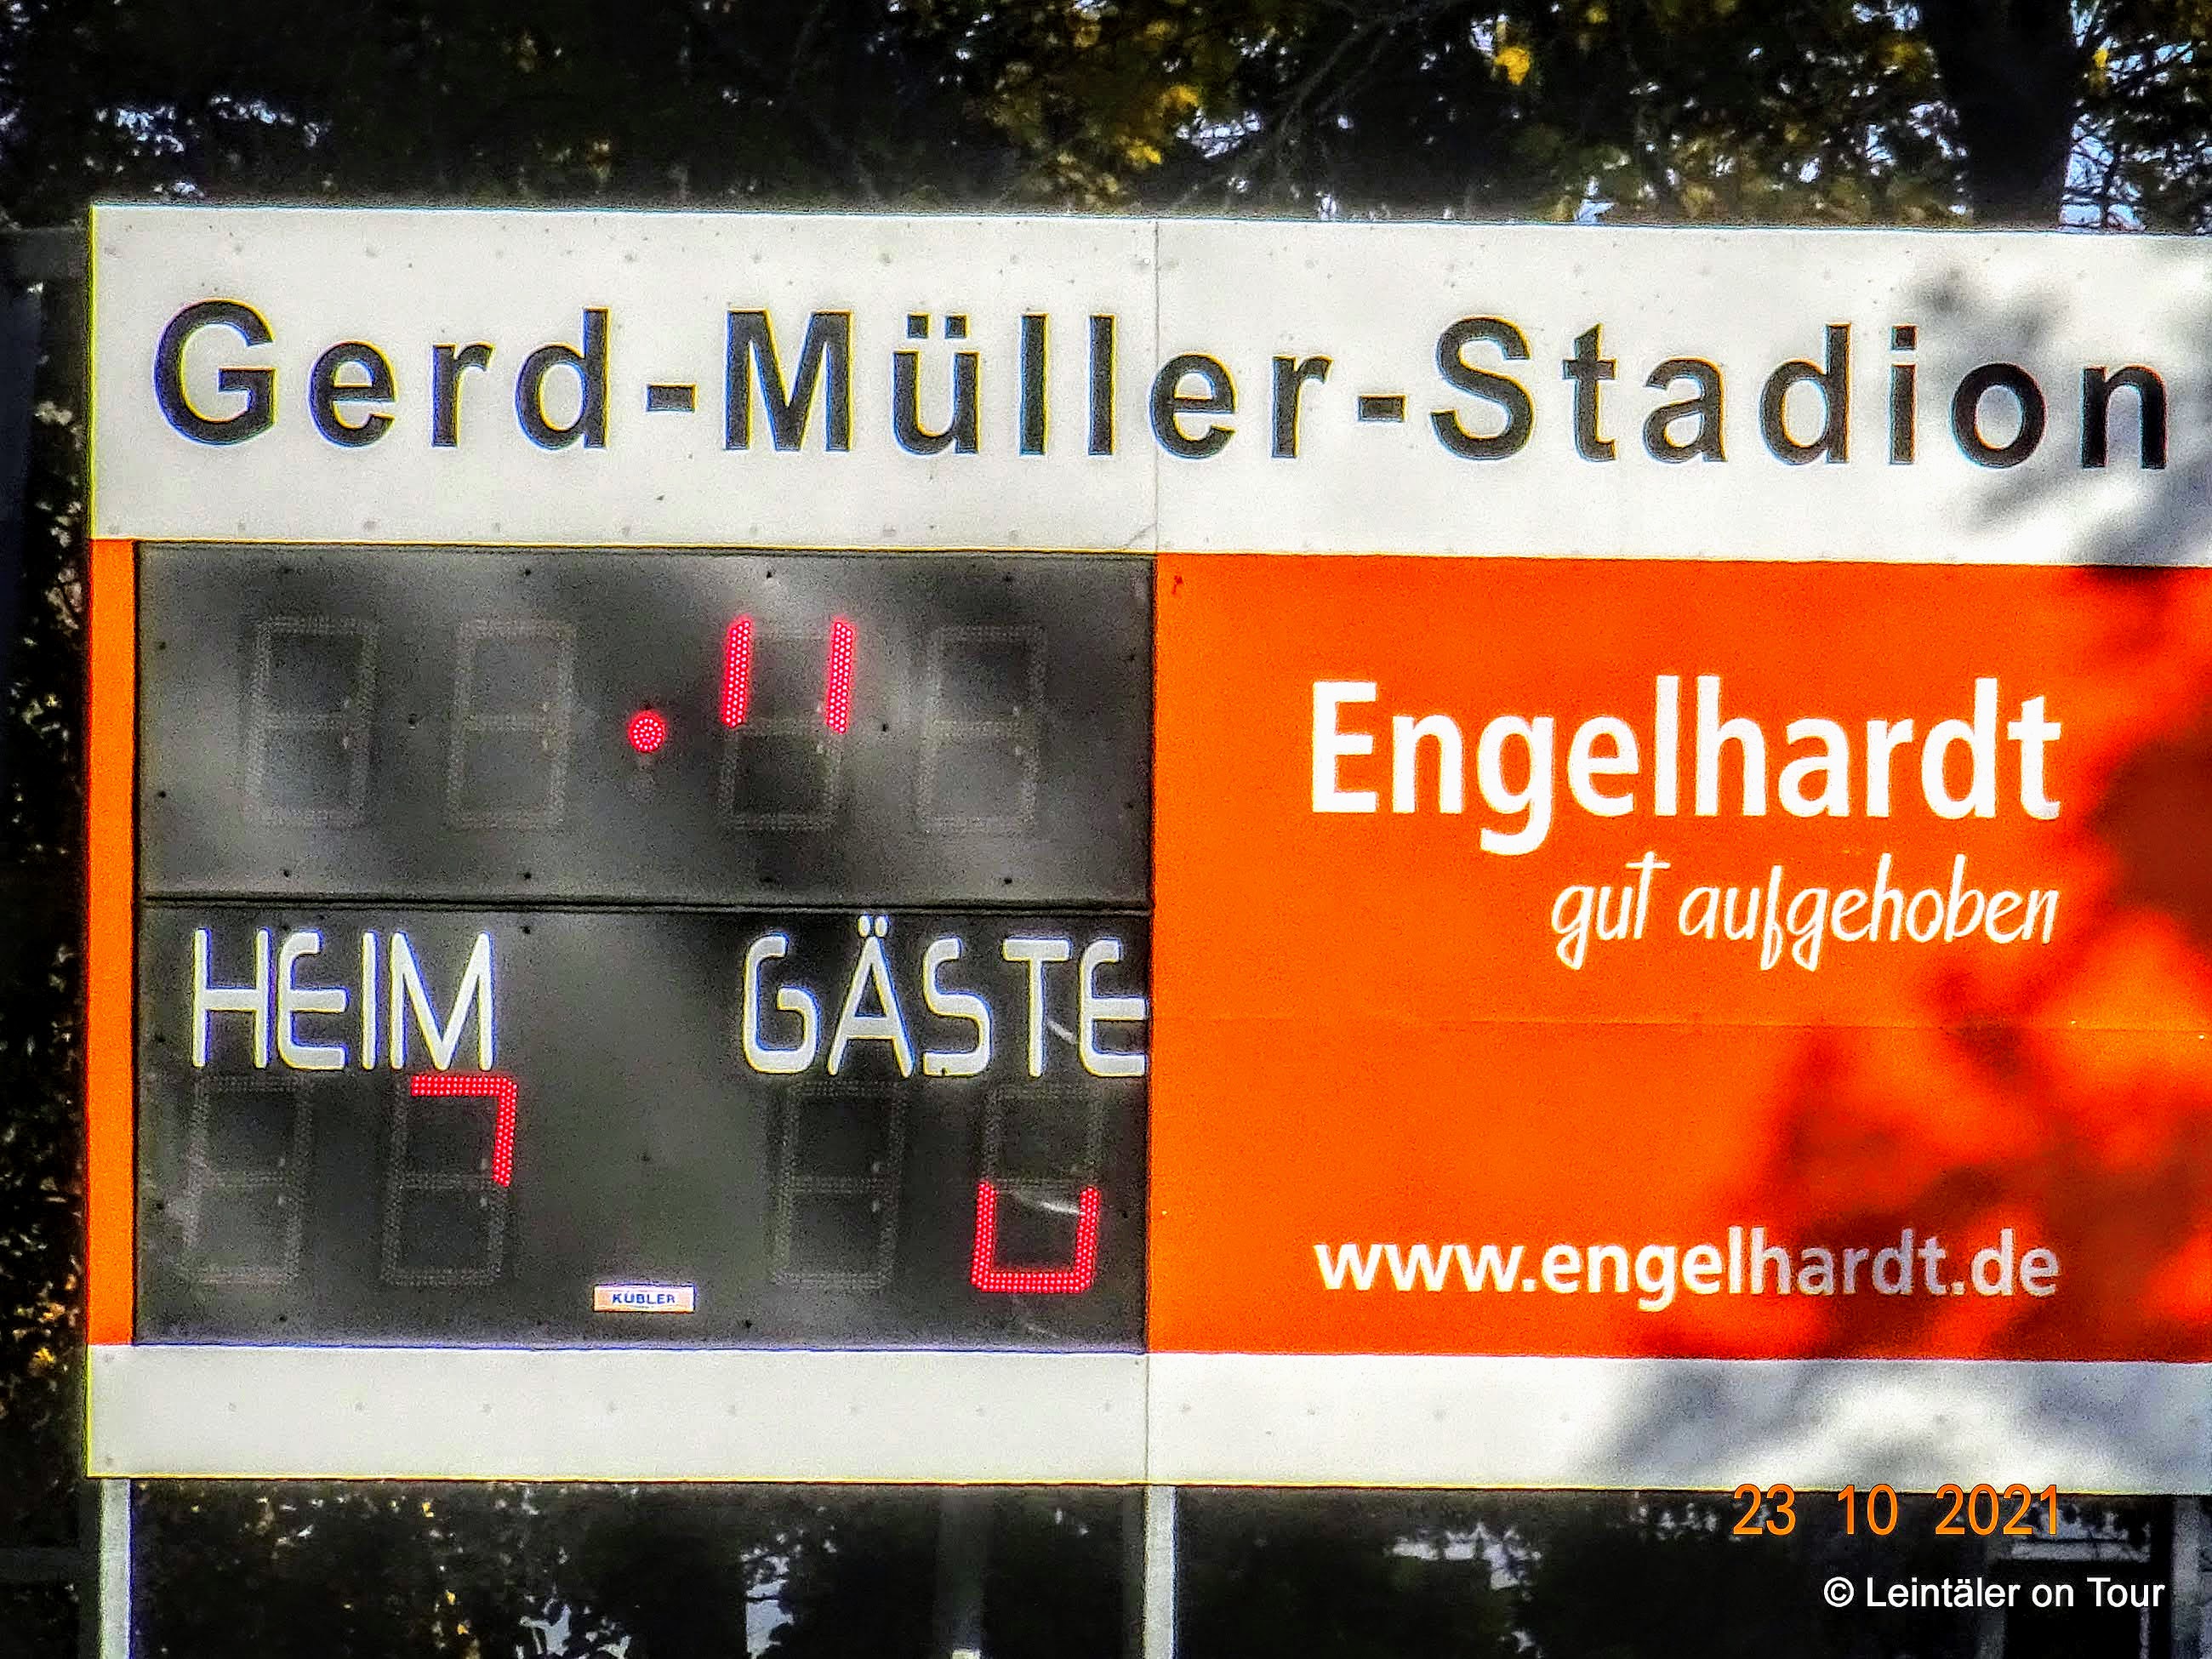 Gerd-Müller-Stadion
Engelhardt
gut aufgehoben
HEIM GÄSTE
www.engelhardt.de
KÜBLER
23 10 2021
© Leintäler on Tour